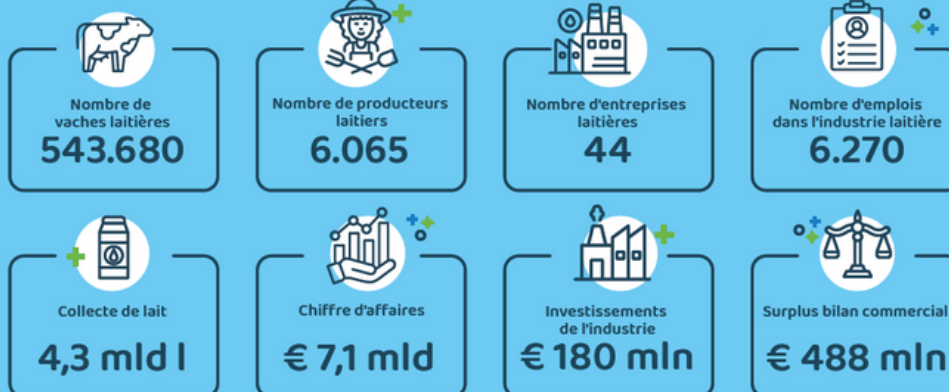 Nombre de
vaches laitières
543.680
Nombre de producteurs
laitiers
6.065
Nombre d'entreprises
laitières
44
Nombre d'emplois
dans l'industrie laitière
6.270
Collecte de lait
4,3 mld l
Chiffre d'affaires
€ 7,1 mld
Investissements
de l'industrie
€ 180 mln
Surplus bilan commercial
€ 488 mln